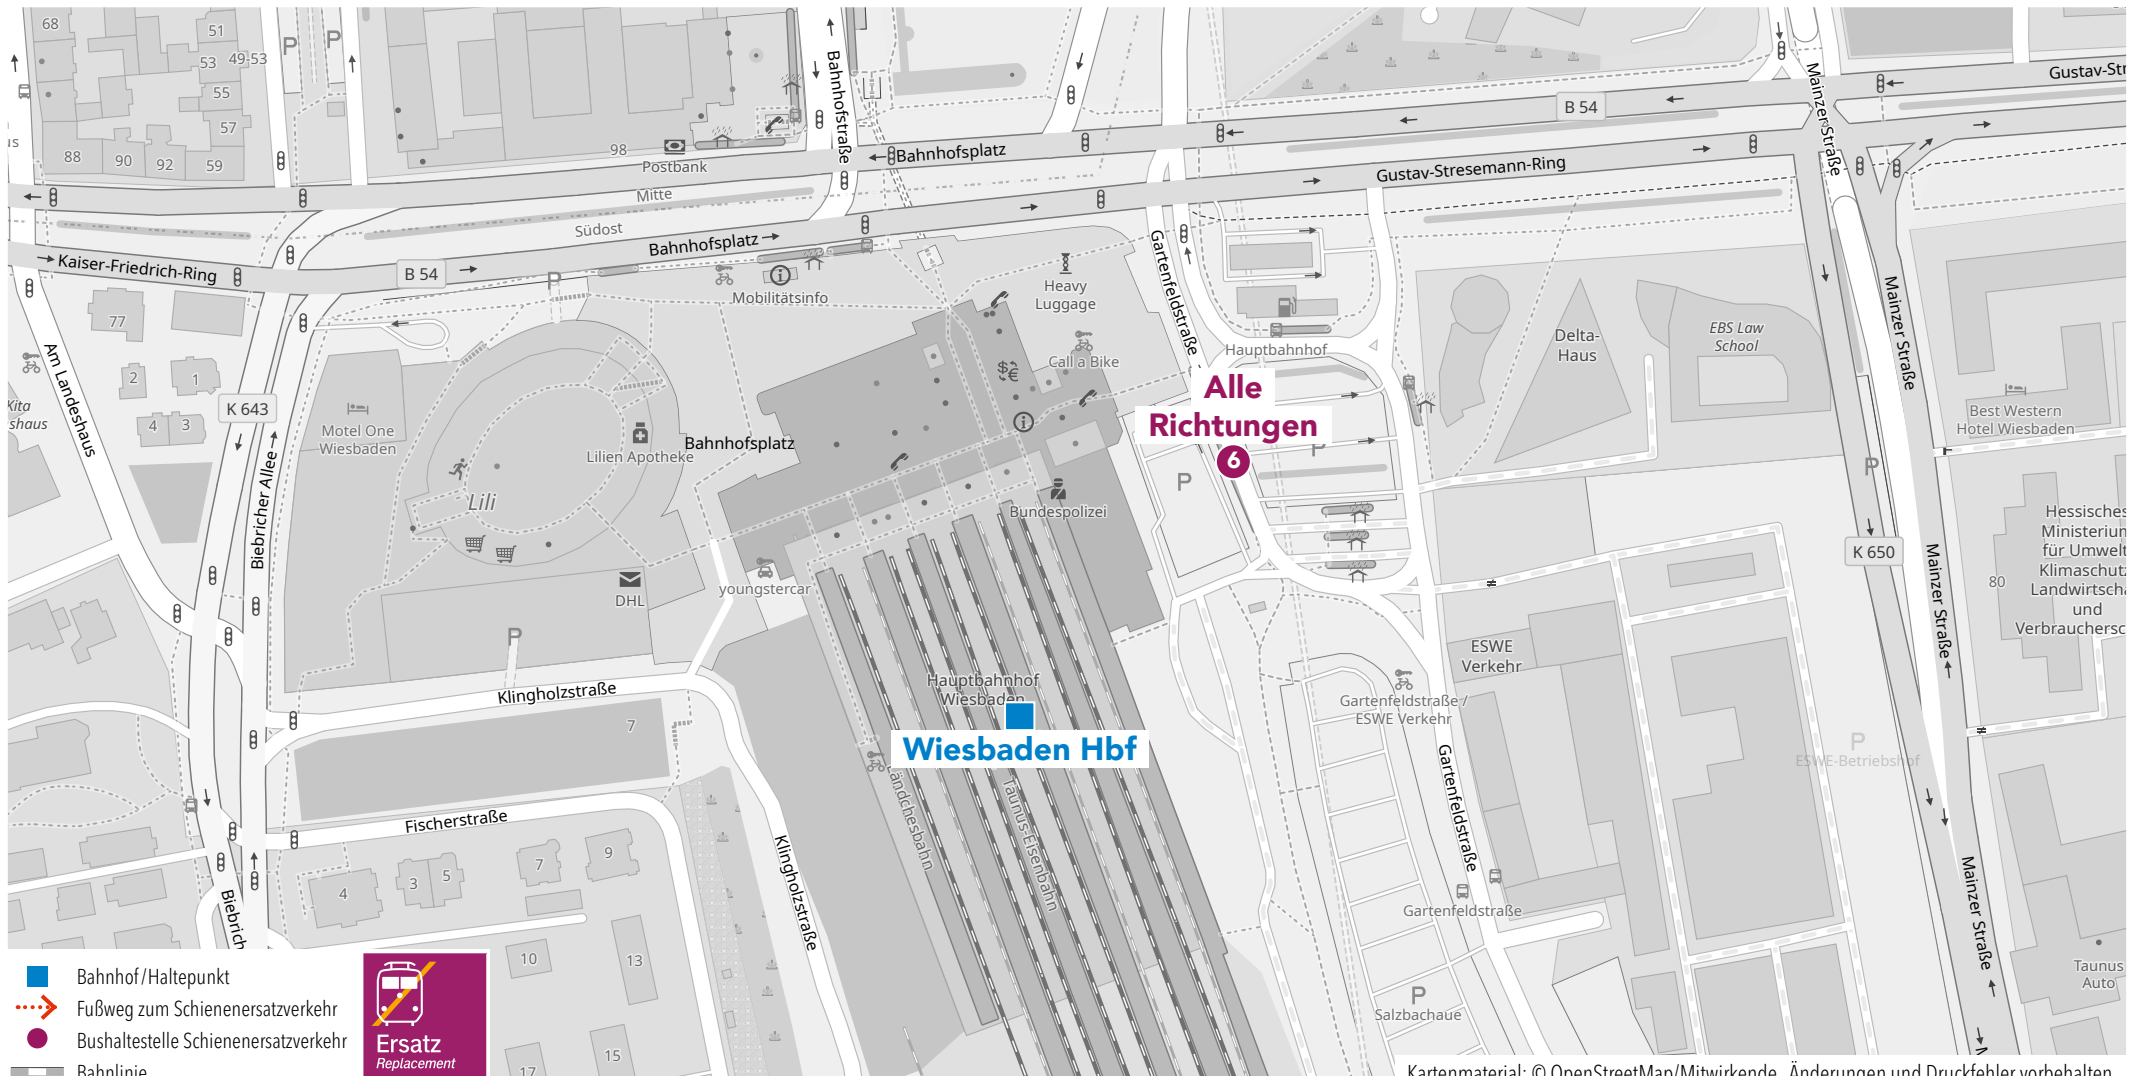 68
51
53
49-53
55
57
88
90
92
59
P
P
98
Postbank
Bahnhofstraße
Bahnhofsplatz
Mitte
Südost
Bahnhofsplatz
B 54
Kaiser-Friedrich-Ring
B 54
Gustav-Str
Mainzer Straße
Gustav-Stresemann-Ring
P
Mobilitätsinfo
Heavy
Luggage
Call a Bike
Gartenfeldstraße
Hauptbahnhof
Delta-
Haus
EBS Law
School
Mainzer Straße
Best Western
Hotel Wiesbaden
77
2
1
4
3
Am Landeshaus
Kita
shaus
K 643
Biebricher Allee
Motel One
Wiesbaden
Lilien Apotheke
Lili
Bahnhofsplatz
DHL
P
youngstercar
Bundespolizei
Alle
Richtungen
6
P
P
P
K 650
Mainzer Straße
80
Hessisches
Ministerium
für Umwelt
Klimaschutz
Landwirtscha
und
Verbrauchersc
ESWE
Verkehr
Gartenfeldstraße /
ESWE Verkehr
Klingholzstraße
7
Hauptbahnhof
Wiesbaden
Wiesbaden Hbf
Ländchesbahn
Taunus-Eisenbahn
Gartenfeldstraße
P
ESWE-Betriebshof
Fischerstraße
4
3
5
7
9
Klingholzstraße
Biebrich
10
13
15
17
Gartenfeldstraße
P
Salzbachaue
Mainzer Straße
Taunus
Auto
Bahnhof/Haltepunkt
Fußweg zum Schienenersatzverkehr
Bushaltestelle Schienenersatzverkehr
Bahnlinie
Ersatz
Replacement
Kartenmaterial: © OpenStreetMap/Mitwirkende, Änderungen und Druckfehler vorbehalten